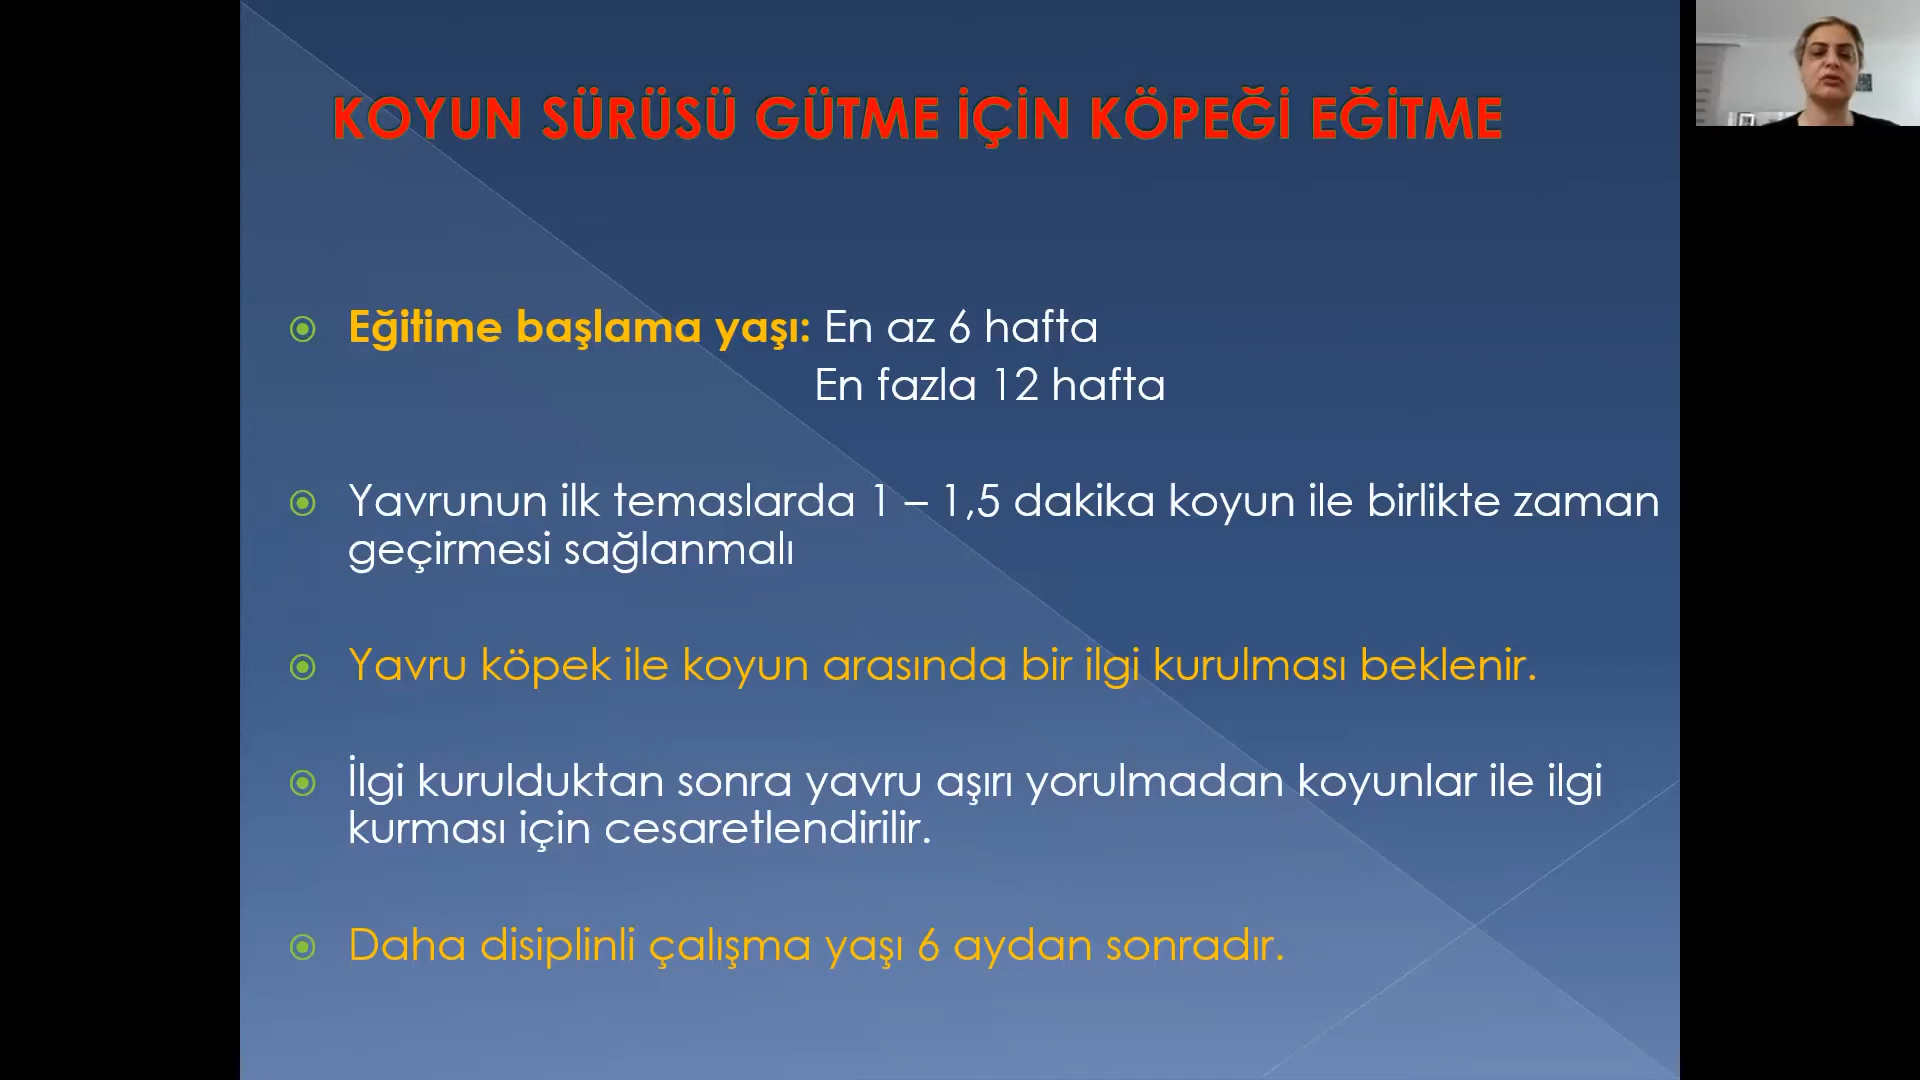 KOYUN SÜRÜSÜ GÜTME İÇİN KÖPEĞİ EĞİTME
Eğitime başlama yaşı: En az 6 hafta
En fazla 12 hafta
Yavrunun ilk temaslarda 1 – 1,5 dakika koyun ile birlikte zaman
geçirmesi sağlanmalı
Yavru köpek ile koyun arasında bir ilgi kurulması beklenir.
İlgi kurulduktan sonra yavru aşırı yorulmadan koyunlar ile ilgi
kurması için cesaretlendirilir.
Daha disiplinli çalışma yaşı 6 aydan sonradır.